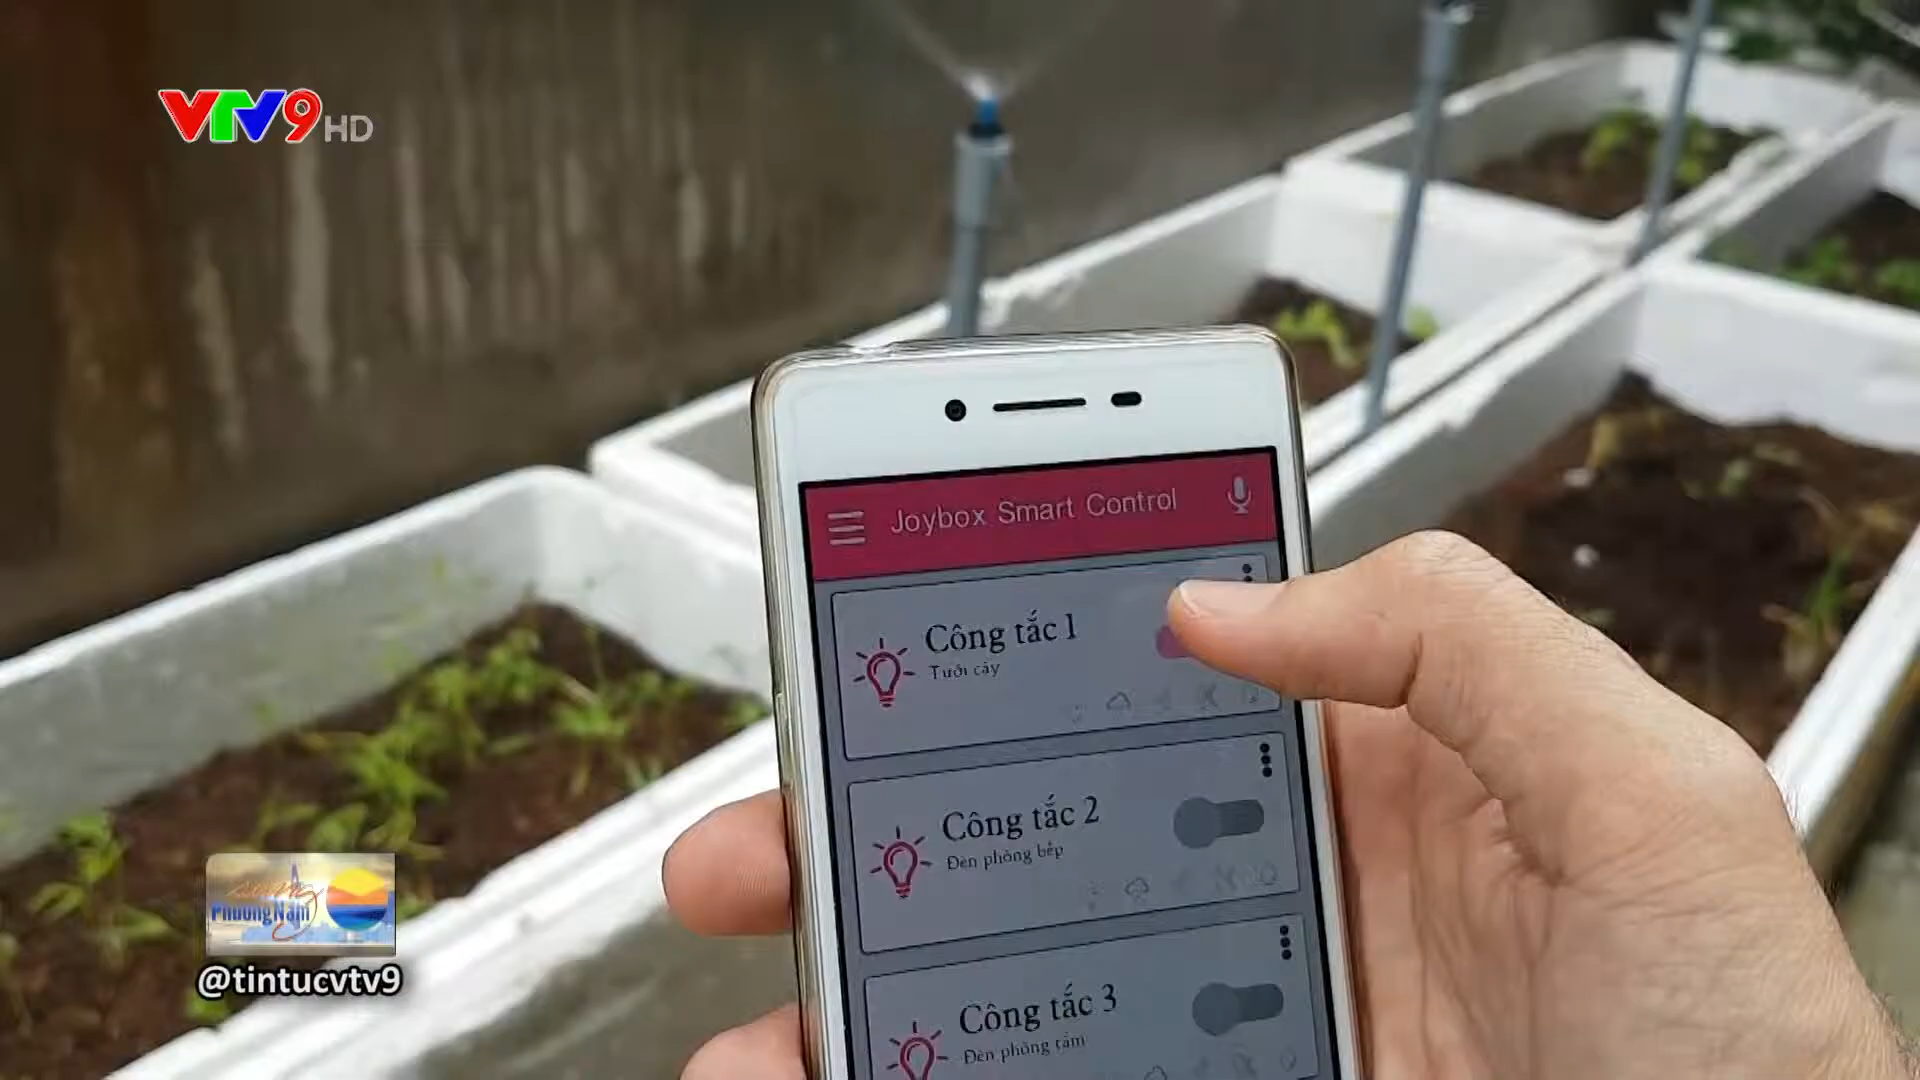 VTV9 HD
Joybox Smart Control
Công tắc 1
Tưới cây
Công tắc 2
Đèn phòng bếp
Công tắc 3
Đèn phòng tắm
sáng
Phương Nam
@tintucvtv9